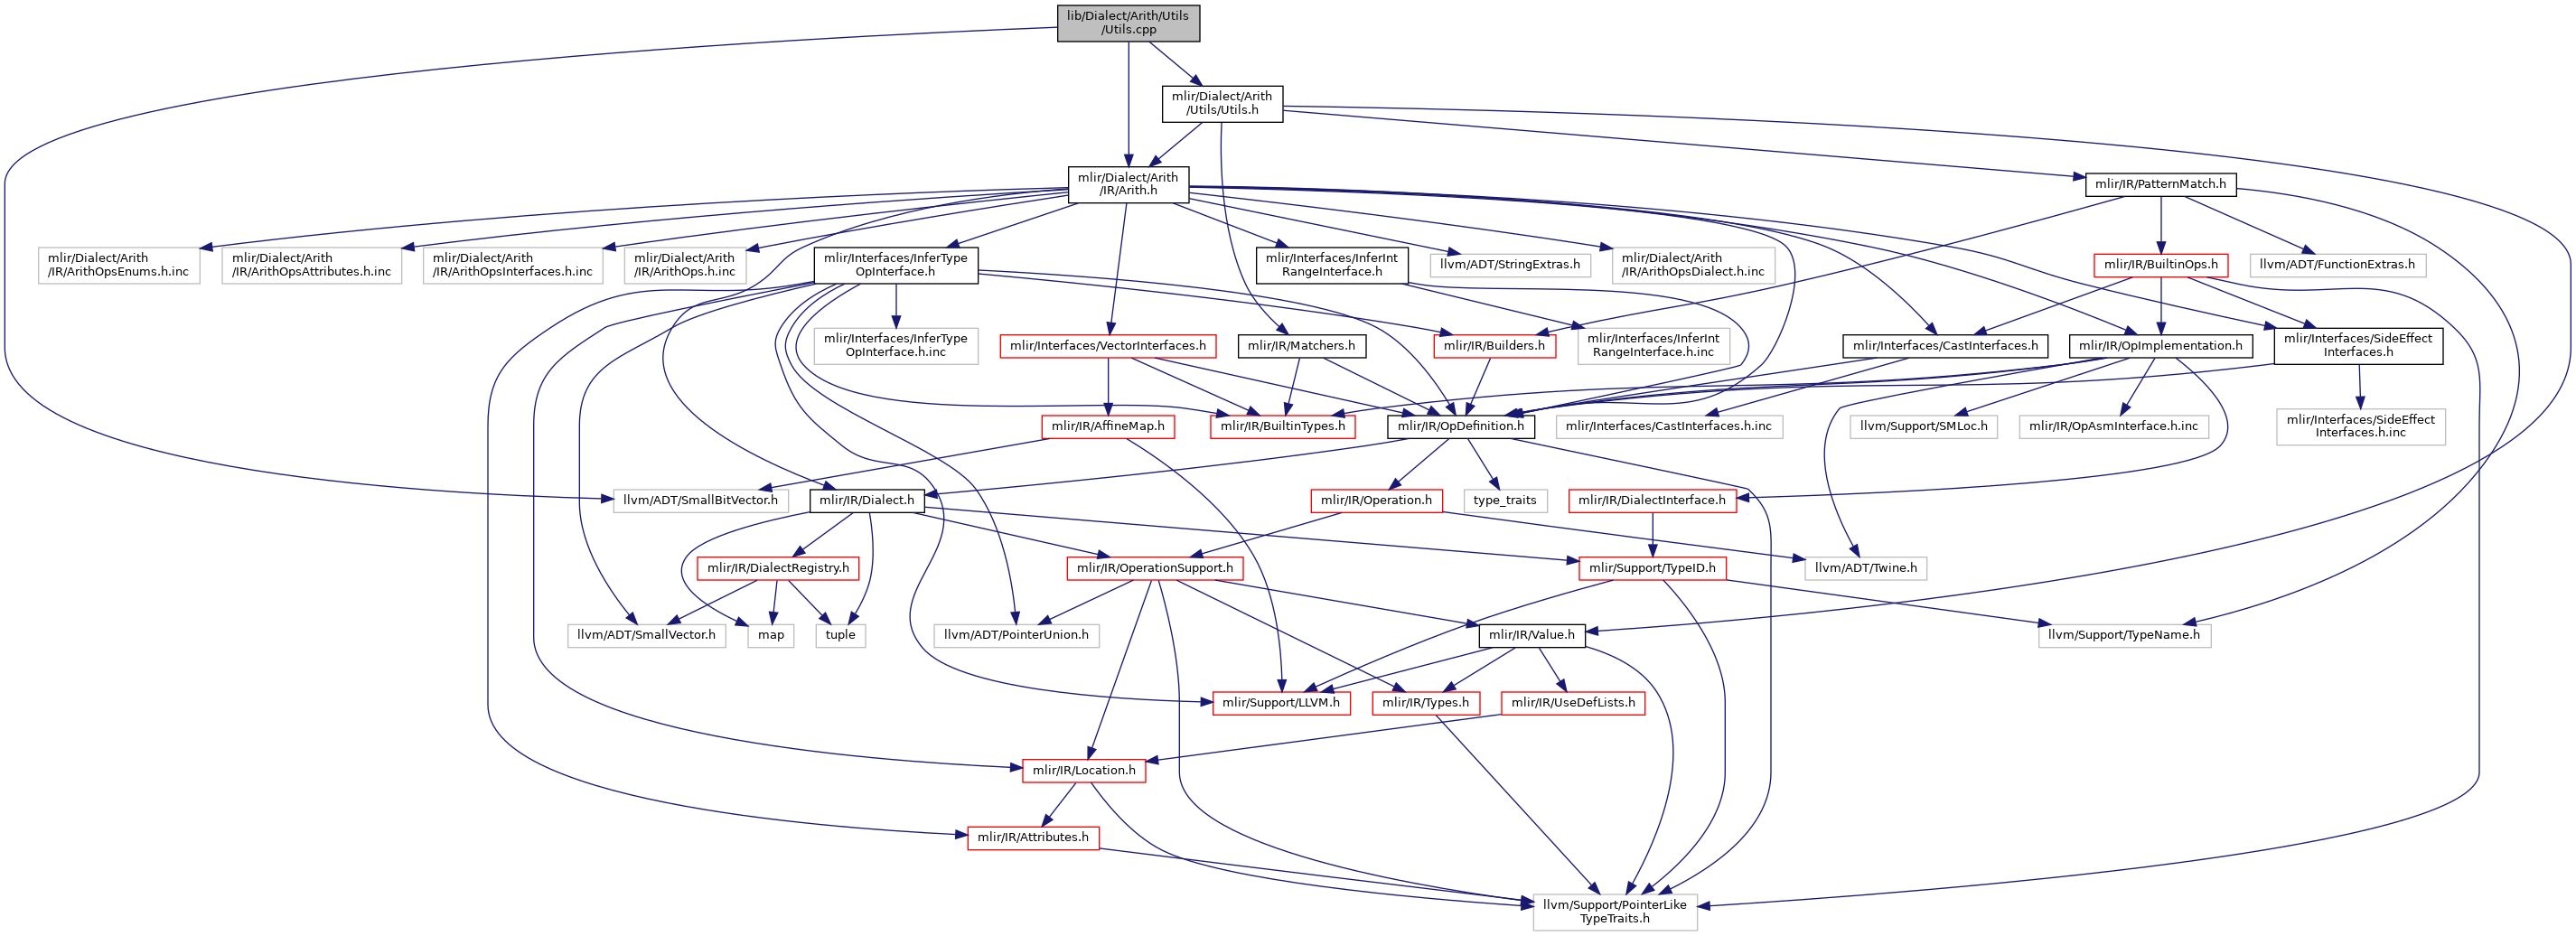 lib/Dialect/Arith/Utils
/Utils.cpp
mlir/Dialect/Arith
/Utils/Utils.h
mlir/Dialect/Arith
/IR/Arith.h
mlir/IR/PatternMatch.h
mlir/Dialect/Arith
/IR/ArithOpsEnums.h.inc
mlir/Dialect/Arith
/IR/ArithOpsAttributes.h.inc
mlir/Dialect/Arith
/IR/ArithOpsInterfaces.h.inc
mlir/Dialect/Arith
/IR/ArithOps.h.inc
mlir/Interfaces/InferType
OpInterface.h
mlir/Interfaces/InferInt
RangeInterface.h
llvm/ADT/StringExtras.h
mlir/Dialect/Arith
/IR/ArithOpsDialect.h.inc
mlir/IR/BuiltinOps.h
llvm/ADT/FunctionExtras.h
mlir/Interfaces/InferType
OpInterface.h.inc
mlir/Interfaces/VectorInterfaces.h
mlir/IR/Matchers.h
mlir/IR/Builders.h
mlir/Interfaces/InferInt
RangeInterface.h.inc
mlir/Interfaces/CastInterfaces.h
mlir/IR/OpImplementation.h
mlir/Interfaces/SideEffect
Interfaces.h
mlir/IR/AffineMap.h
mlir/IR/BuiltinTypes.h
mlir/IR/OpDefinition.h
mlir/Interfaces/CastInterfaces.h.inc
llvm/Support/SMLoc.h
mlir/IR/OpAsmInterface.h.inc
mlir/Interfaces/SideEffect
Interfaces.h.inc
llvm/ADT/SmallBitVector.h
mlir/IR/Dialect.h
mlir/IR/Operation.h
type_traits
mlir/IR/DialectInterface.h
mlir/IR/DialectRegistry.h
mlir/IR/OperationSupport.h
mlir/Support/TypeID.h
llvm/ADT/Twine.h
llvm/ADT/SmallVector.h
map
tuple
llvm/ADT/PointerUnion.h
mlir/IR/Value.h
llvm/Support/TypeName.h
mlir/Support/LLVM.h
mlir/IR/Types.h
mlir/IR/UseDefLists.h
mlir/IR/Location.h
mlir/IR/Attributes.h
llvm/Support/PointerLike
TypeTraits.h